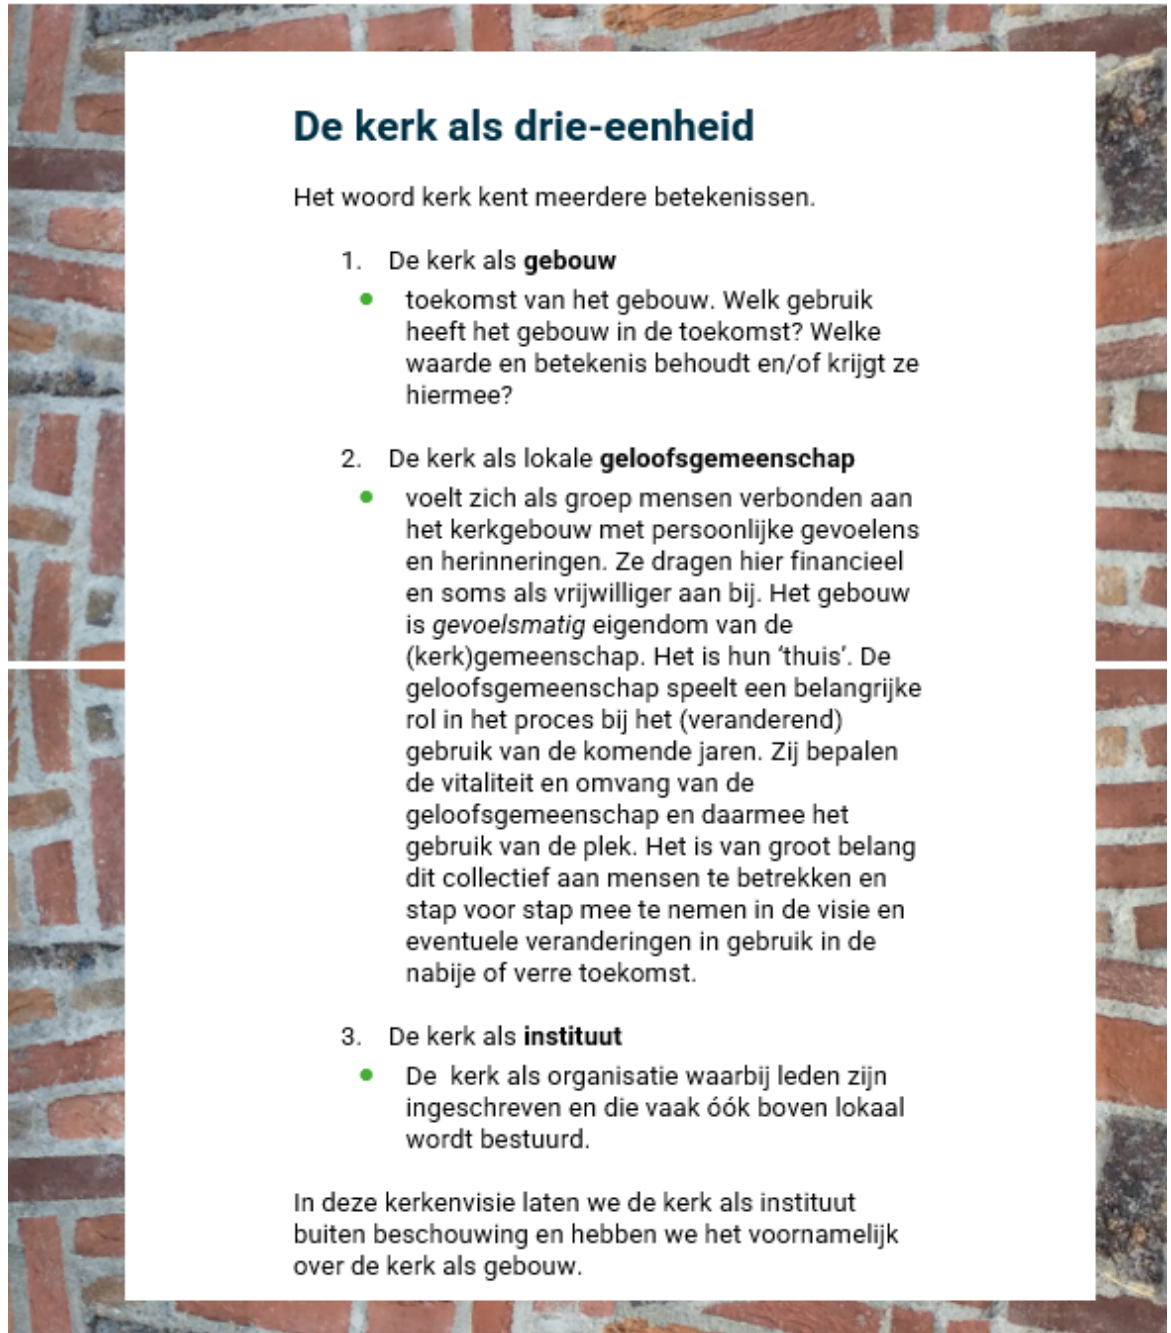 De kerk als drie-eenheid
Het woord kerk kent meerdere betekenissen.
1. De kerk als gebouw
● toekomst van het gebouw. Welk gebruik
heeft het gebouw in de toekomst? Welke
waarde en betekenis behoudt en/of krijgt ze
hiermee?
2. De kerk als lokale geloofsgemeenschap
● voelt zich als groep mensen verbonden aan
het kerkgebouw met persoonlijke gevoelens
en herinneringen. Ze dragen hier financieel
en soms als vrijwilliger aan bij. Het gebouw
is gevoelsmatig eigendom van de
(kerk)gemeenschap. Het is hun ‘thuis’. De
geloofsgemeenschap speelt een belangrijke
rol in het proces bij het (veranderend)
gebruik van de komende jaren. Zij bepalen
de vitaliteit en omvang van de
geloofsgemeenschap en daarmee het
gebruik van de plek. Het is van groot belang
dit collectief aan mensen te betrekken en
stap voor stap mee te nemen in de visie en
eventuele veranderingen in gebruik in de
nabije of verre toekomst.
3. De kerk als instituut
● De  kerk als organisatie waarbij leden zijn
ingeschreven en die vaak óók boven lokaal
wordt bestuurd.
In deze kerkenvisie laten we de kerk als instituut
buiten beschouwing en hebben we het voornamelijk
over de kerk als gebouw.